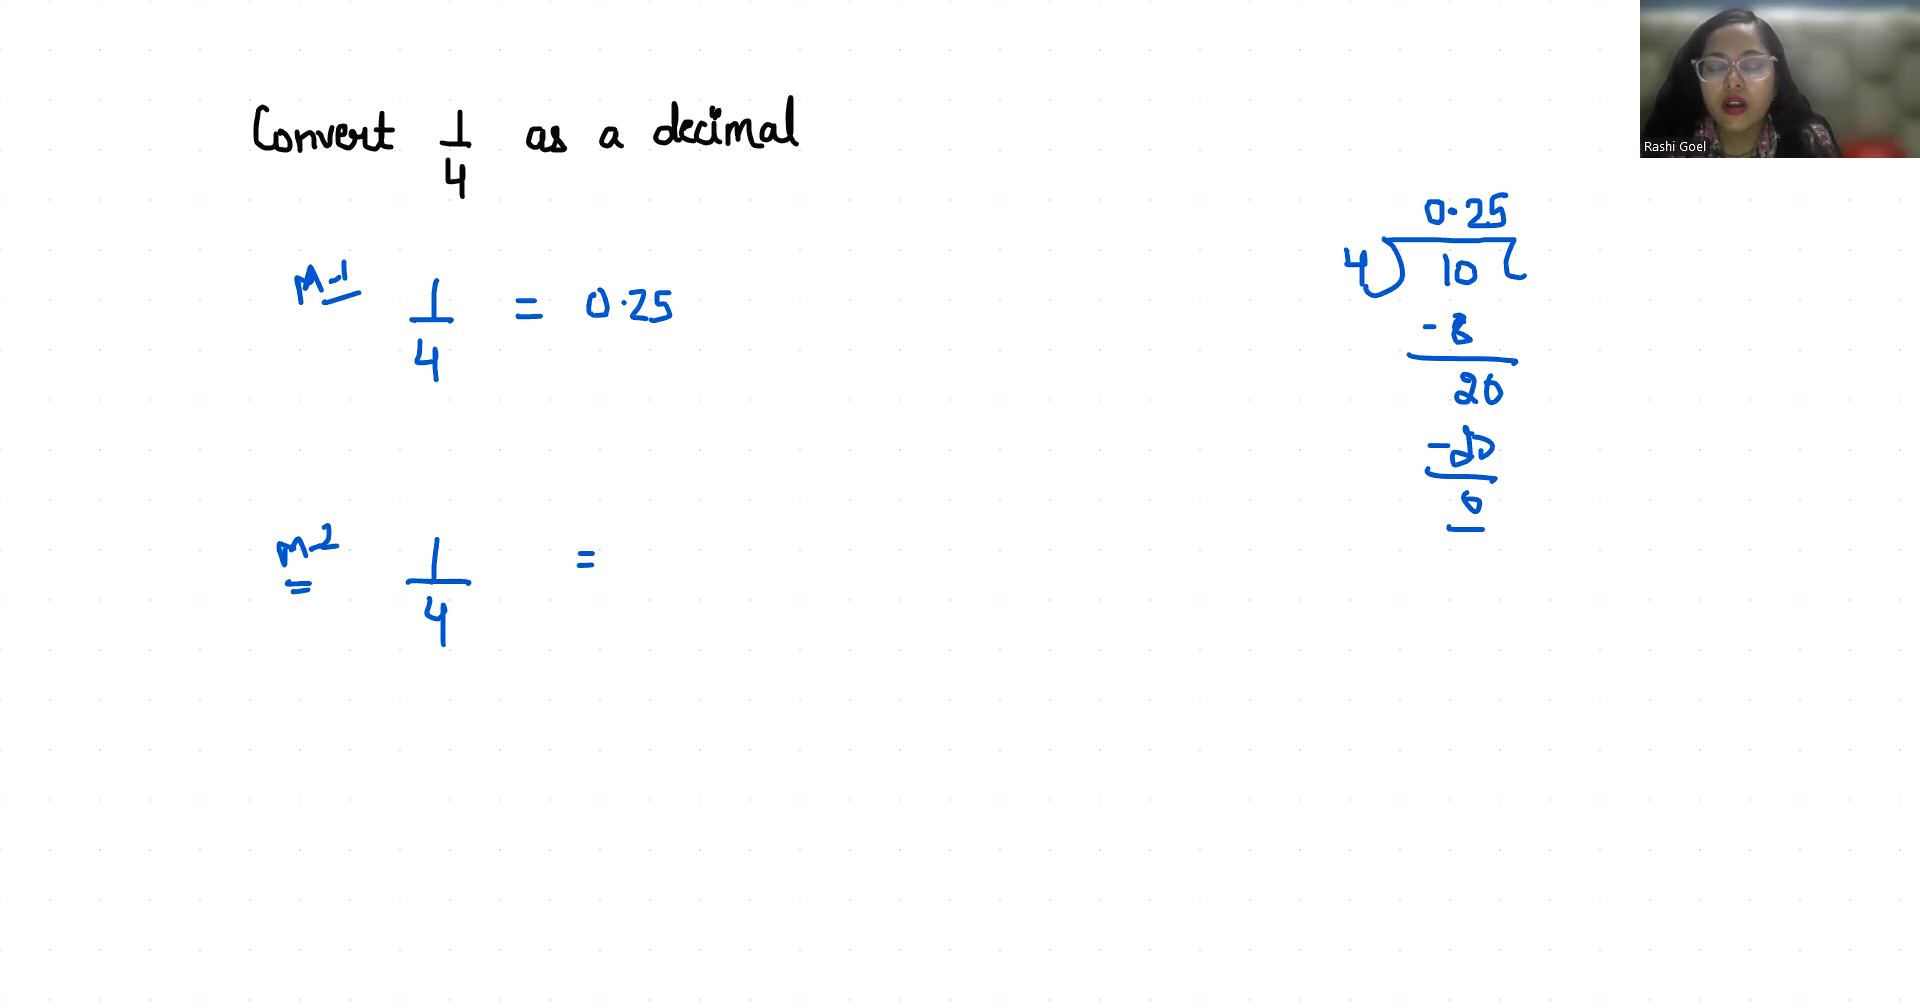 Convert 1/4 as a decimal
Rashi Goel
M-1 1/4 = 0.25
0.25
4 10
-8
20
-20
0
M-2 1/4 =